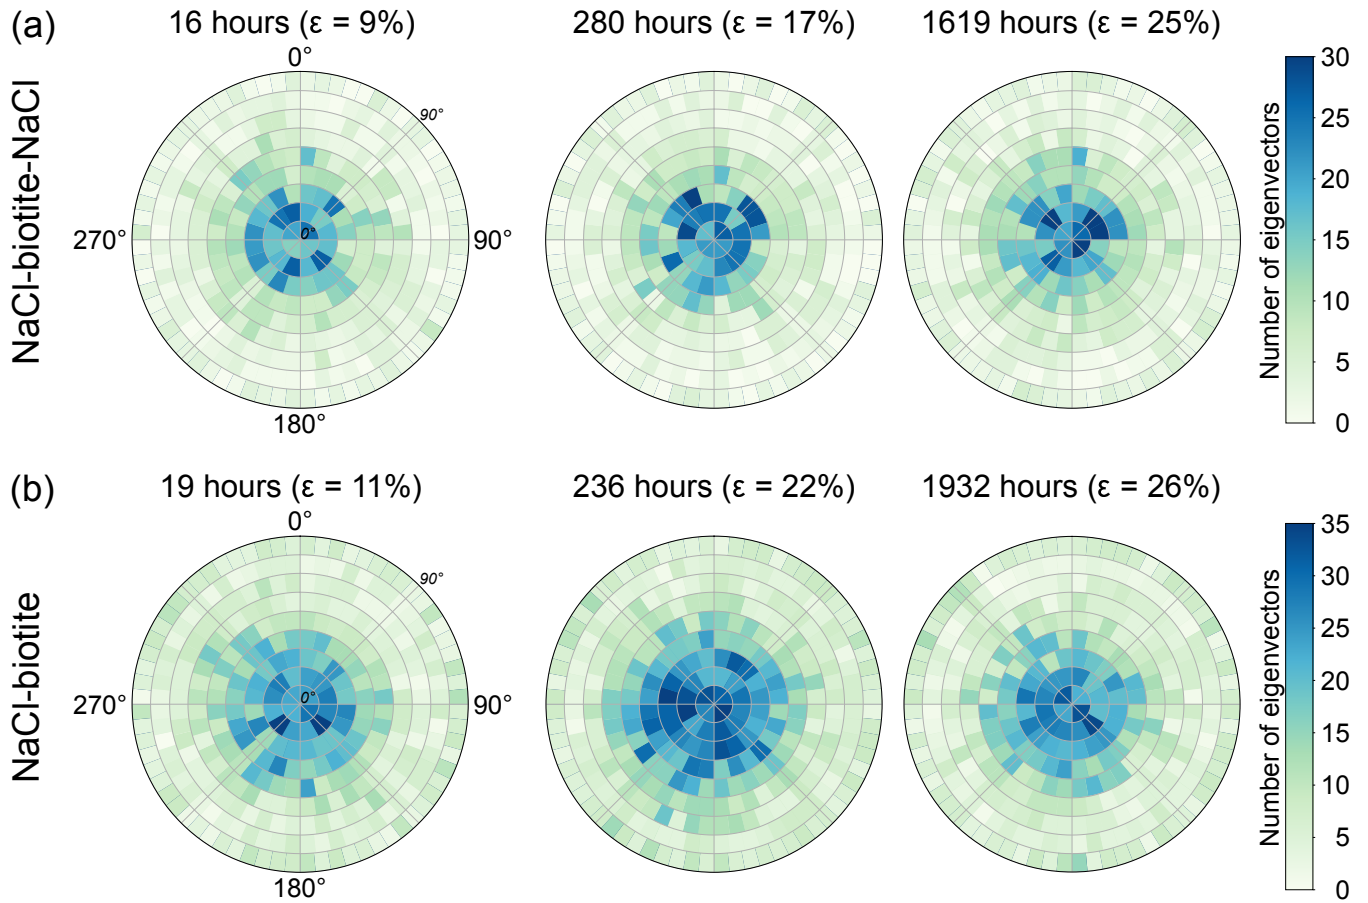 (a)
16 hours (ε = 9%)
280 hours (ε = 17%)
1619 hours (ε = 25%)
NaCl-biotite-NaCl
0°
90°
0°
270°
90°
180°
30
25
20
15
10
5
0
Number of eigenvectors
(b)
19 hours (ε = 11%)
236 hours (ε = 22%)
1932 hours (ε = 26%)
NaCl-biotite
0°
90°
0°
270°
90°
180°
35
30
25
20
15
10
5
0
Number of eigenvectors